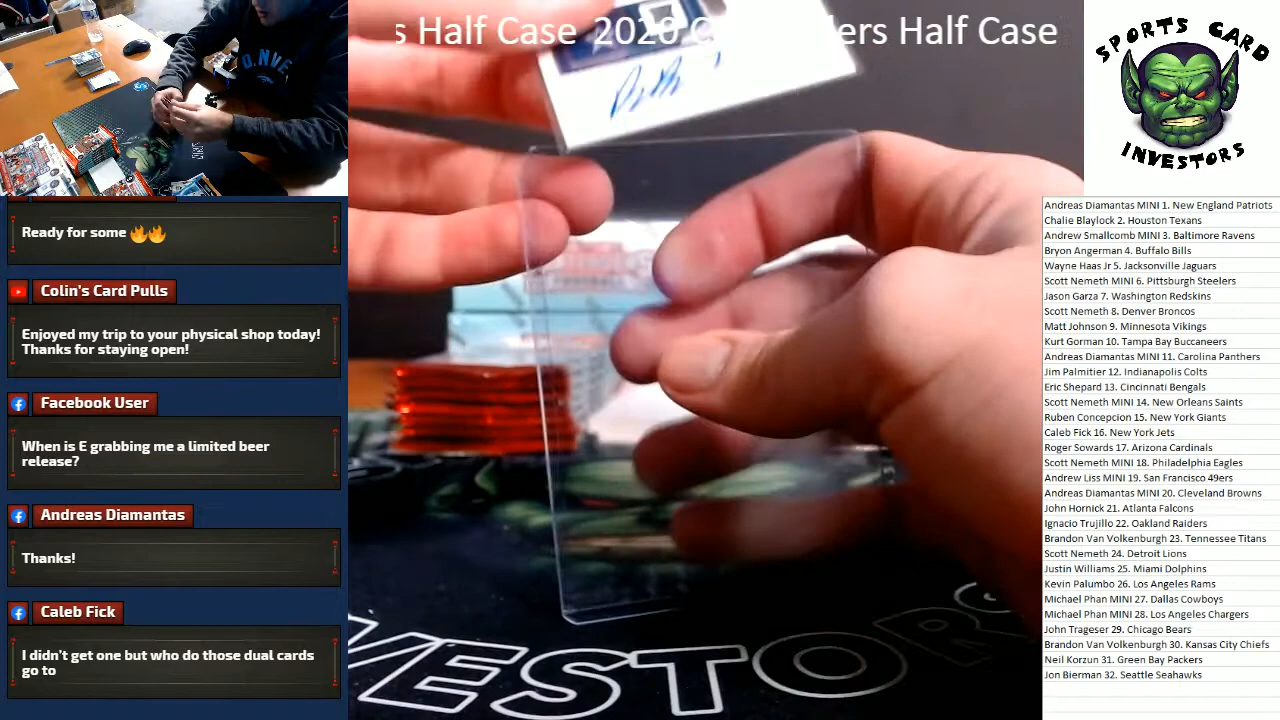 s Half Case 2020 C ers Half Case
SPORTS CARD
INVESTORS
Ready for some 🔥🔥
Colin's Card Pulls
Enjoyed my trip to your physical shop today!
Thanks for staying open!
Facebook User
When is E grabbing me a limited beer
release?
Andreas Diamantas
Thanks!
Caleb Fick
I didn't get one but who do those dual cards
go to
VESTOR
Andreas Diamantas MINI 1. New England Patriots
Chalie Blaylock 2. Houston Texans
Andrew Smallcomb MINI 3. Baltimore Ravens
Bryon Angerman 4. Buffalo Bills
Wayne Haas Jr 5. Jacksonville Jaguars
Scott Nemeth MINI 6. Pittsburgh Steelers
Jason Garza 7. Washington Redskins
Scott Nemeth 8. Denver Broncos
Matt Johnson 9. Minnesota Vikings
Kurt Gorman 10. Tampa Bay Buccaneers
Andreas Diamantas MINI 11. Carolina Panthers
Jim Palmitier 12. Indianapolis Colts
Eric Shepard 13. Cincinnati Bengals
Scott Nemeth MINI 14. New Orleans Saints
Ruben Concepcion 15. New York Giants
Caleb Fick 16. New York Jets
Roger Sowards 17. Arizona Cardinals
Scott Nemeth MINI 18. Philadelphia Eagles
Andrew Liss MINI 19. San Francisco 49ers
Andreas Diamantas MINI 20. Cleveland Browns
John Hornick 21. Atlanta Falcons
Ignacio Trujillo 22. Oakland Raiders
Brandon Van Volkenburgh 23. Tennessee Titans
Scott Nemeth 24. Detroit Lions
Justin Williams 25. Miami Dolphins
Kevin Palumbo 26. Los Angeles Rams
Michael Phan MINI 27. Dallas Cowboys
Michael Phan MINI 28. Los Angeles Chargers
John Trageser 29. Chicago Bears
Brandon Van Volkenburgh 30. Kansas City Chiefs
Neil Korzun 31. Green Bay Packers
Jon Bierman 32. Seattle Seahawks